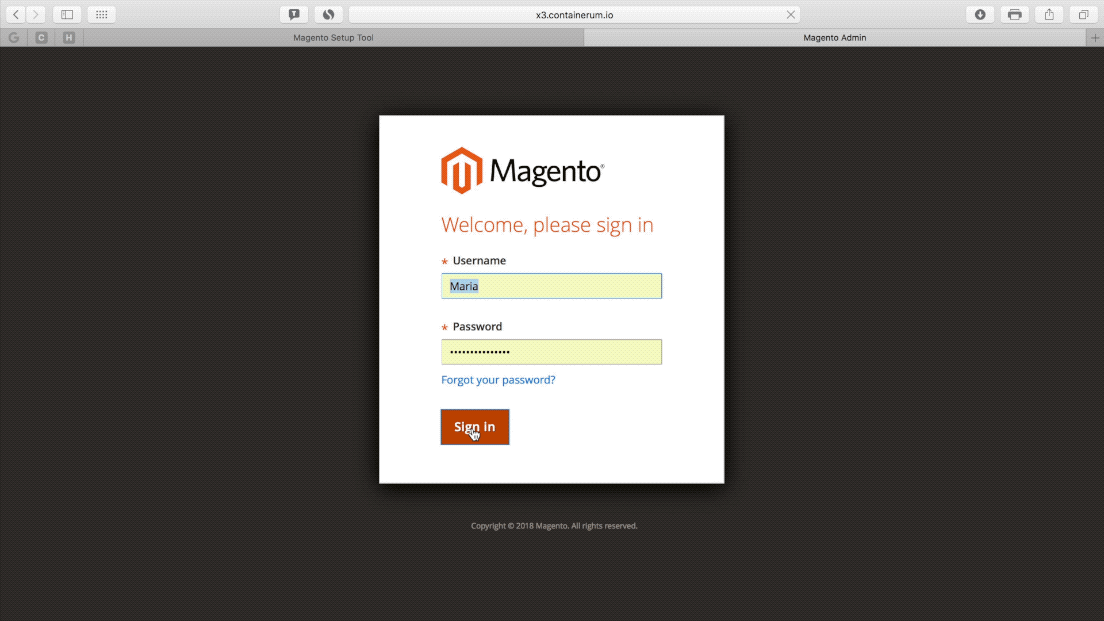 x3.containerum.io
G C H Magento Setup Tool Magento Admin
Magento®
Welcome, please sign in
* Username
Maria
* Password
•••••••••••••••
Forgot your password?
Sign in
Copyright © 2018 Magento. All rights reserved.